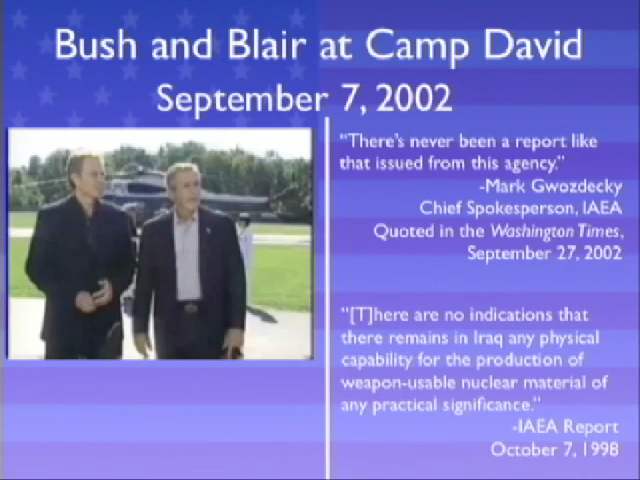 Bush and Blair at Camp David
September 7, 2002
“There's never been a report like
that issued from this agency.”
-Mark Gwozdecky
Chief Spokesperson, IAEA
Quoted in the Washington Times,
September 27, 2002
“[T]here are no indications that
there remains in Iraq any physical
capability for the production of
weapon-usable nuclear material of
any practical significance.“
-IAEA Report
October 7, 1998